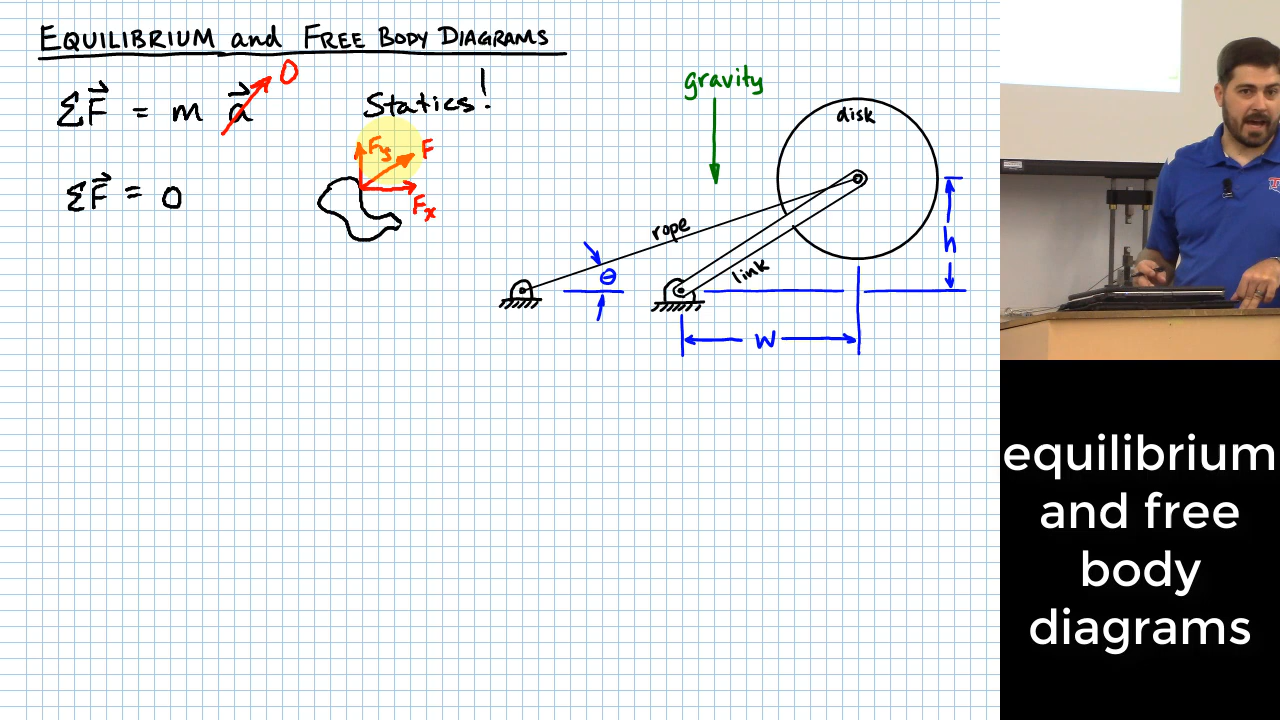 EQUILIBRIUM and FREE BODY DIAGRAMS
ΣF⃗ = m a⃗ 0
Statics!
ΣF⃗ = 0
Fy
F
Fx
gravity
disk
rope
link
θ
h
w
equilibrium
and free
body
diagrams